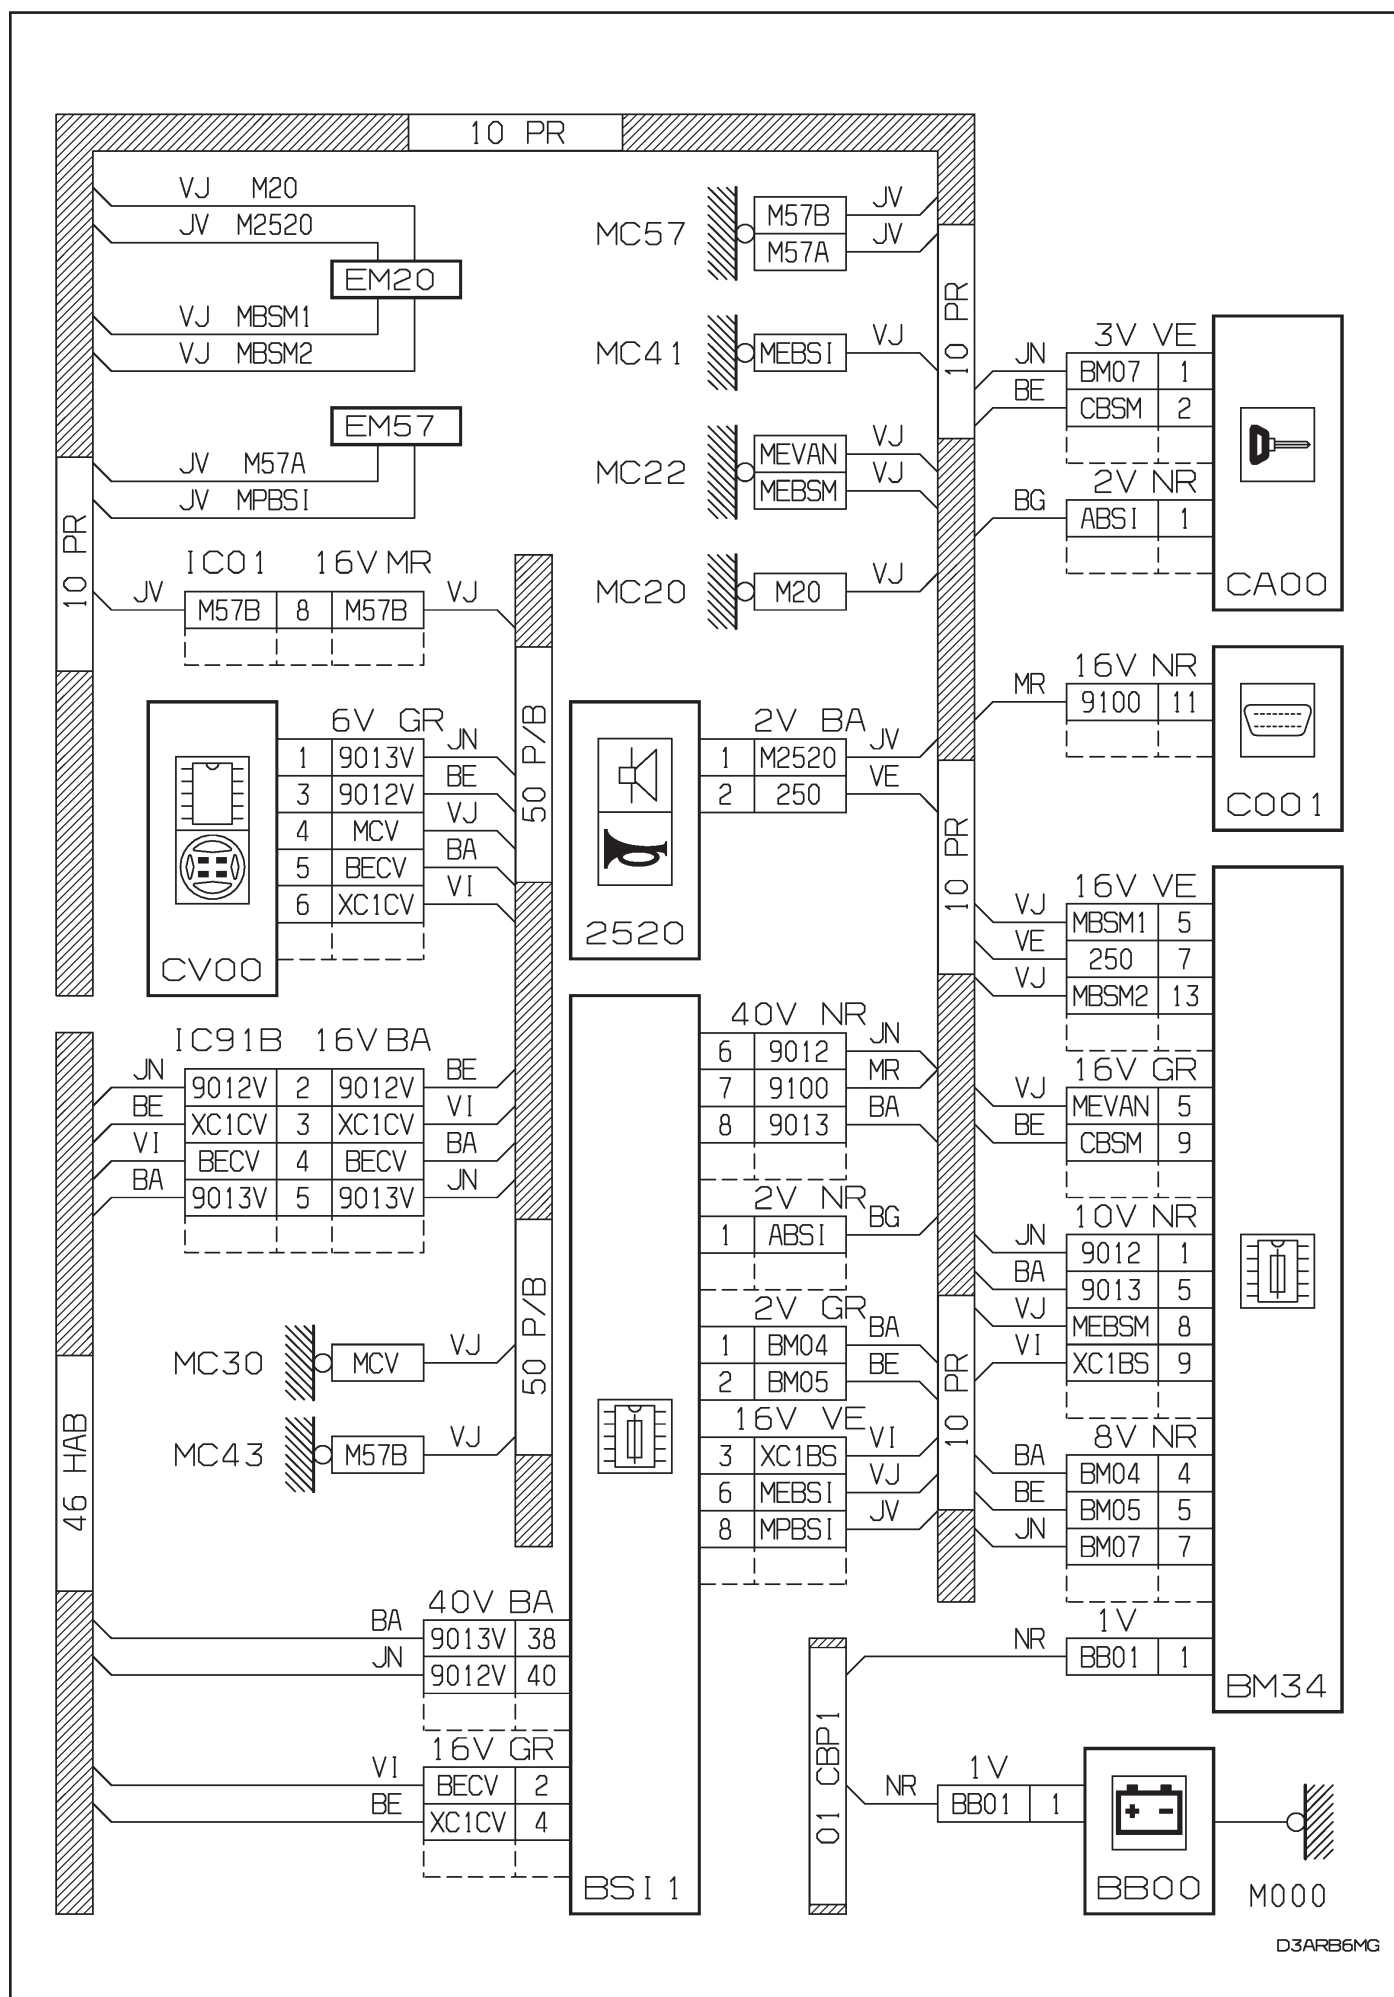 10 PR
VJ M20
JV M2520
EM20
VJ MBSM1
VJ MBSM2
EM57
JV M57A
JV MPBSI
10 PR
IC01 16V MR
JV M57B 8 M57B VJ
50 P/B
6V GR
1 9013V JN
3 9012V BE
4 MCV VJ
5 BECV BA
6 XC1CV VI
CV00
IC91B 16V BA
JN 9012V 2 9012V BE
BE XC1CV 3 XC1CV VI
VI BECV 4 BECV BA
BA 9013V 5 9013V JN
50 P/B
MC30 MCV VJ
MC43 M57B VJ
46 HAB
40V BA
BA 9013V 38
JN 9012V 40
16V GR
VI BECV 2
BE XC1CV 4
BSI1
MC57
M57B JV
M57A JV
MC41 MEBSI VJ
MC22
MEVAN VJ
MEBSM VJ
MC20 M20 VJ
10 PR
2V BA
1 M2520 JV
2 250 VE
2520
10 PR
40V NR
6 9012 JN
7 9100 MR
8 9013 BA
2V NR
1 ABSI BG
2V GR
1 BM04 BA
2 BM05 BE
16V VE
3 XC1BS VI
6 MEBSI VJ
8 MPBSI JV
10 PR
3V VE
JN BM07 1
BE CBSM 2
2V NR
BG ABSI 1
CA00
16V NR
MR 9100 11
C001
16V VE
VJ MBSM1 5
VE 250 7
VJ MBSM2 13
16V GR
VJ MEVAN 5
BE CBSM 9
10V NR
JN 9012 1
BA 9013 5
VJ MEBSM 8
VI XC1BS 9
8V NR
BA BM04 4
BE BM05 5
JN BM07 7
1V
NR BB01 1
BM34
01 CBP1
1V
NR BB01 1
+ -
BB00
M000
D3ARB6MG